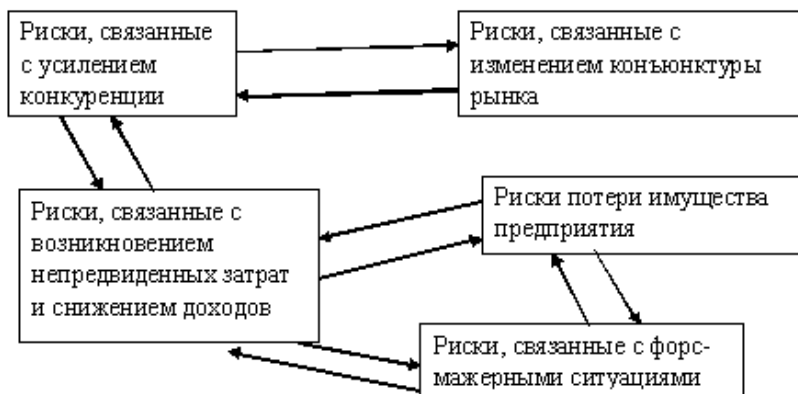 Риски, связанные
с усилением
конкуренции
Риски, связанные с
изменением конъюнктуры
рынка
Риски, связанные с
возникновением
непредвиденных затрат
и снижением доходов
Риски потери имущества
предприятия
Риски, связанные с форс-
мажерными ситуациями